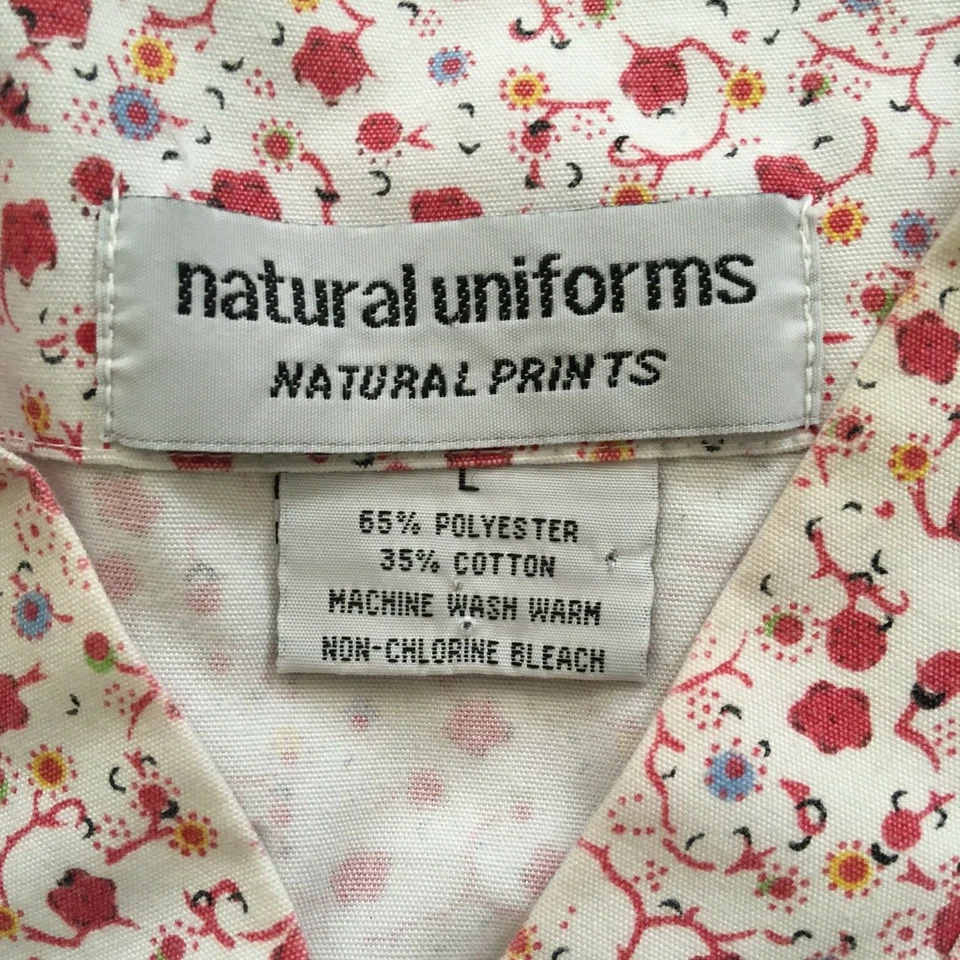 natural uniforms
NATURAL PRINTS
L
65% POLYESTER
35% COTTON
MACHINE WASH WARM
NON-CHLORINE BLEACH